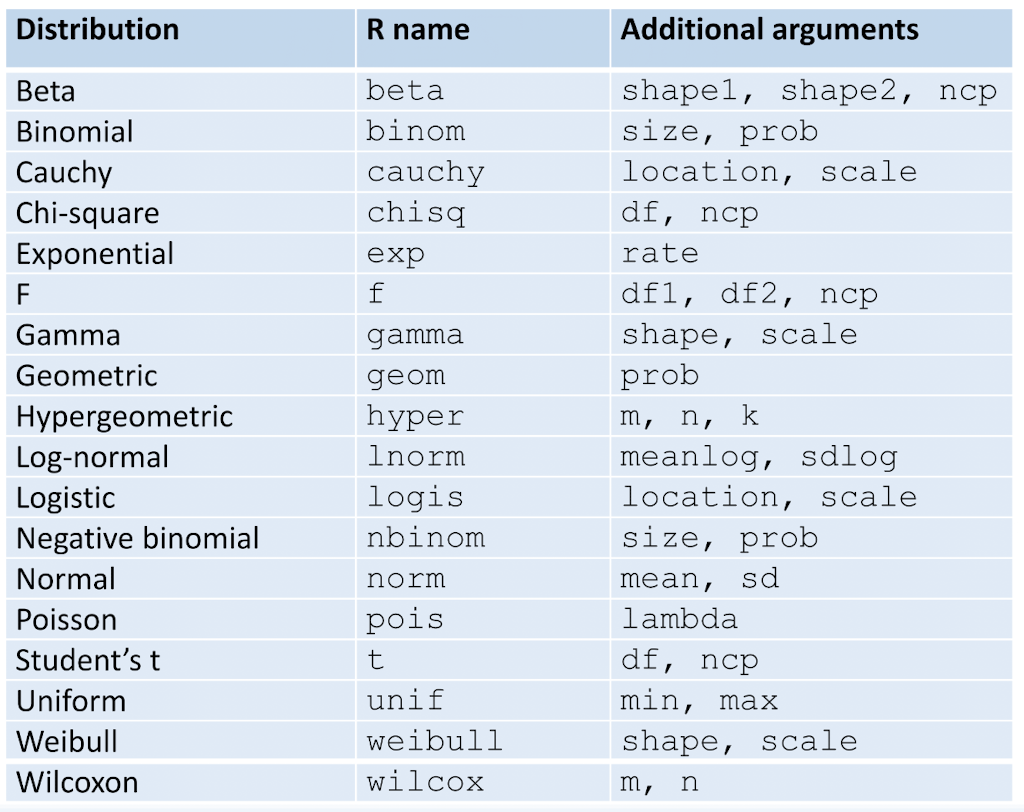 Distribution R name Additional arguments
Beta beta shape1, shape2, ncp
Binomial binom size, prob
Cauchy cauchy location, scale
Chi-square chisq df, ncp
Exponential exp rate
F f df1, df2, ncp
Gamma gamma shape, scale
Geometric geom prob
Hypergeometric hyper m, n, k
Log-normal lnorm meanlog, sdlog
Logistic logis location, scale
Negative binomial nbinom size, prob
Normal norm mean, sd
Poisson pois lambda
Student’s t t df, ncp
Uniform unif min, max
Weibull weibull shape, scale
Wilcoxon wilcox m, n